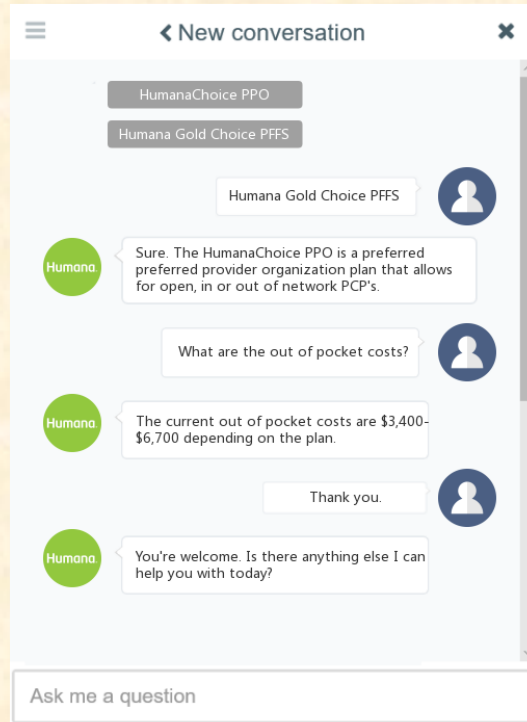 New conversation
HumanaChoice PPO
Humana Gold Choice PFFS
Humana Gold Choice PFFS
Humana.
Sure. The HumanaChoice PPO is a preferred
preferred provider organization plan that allows
for open, in or out of network PCP's.
What are the out of pocket costs?
Humana.
The current out of pocket costs are $3,400-
$6,700 depending on the plan.
Thank you.
Humana.
You're welcome. Is there anything else I can
help you with today?
Ask me a question